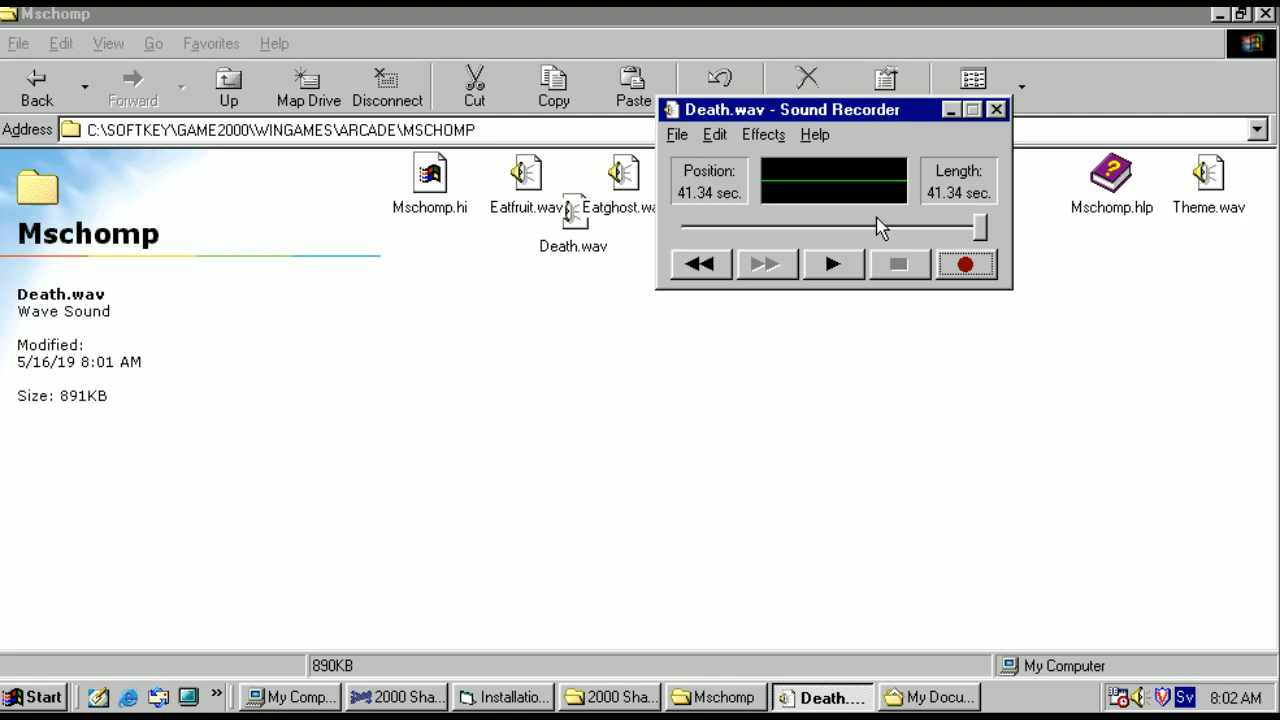 Mschomp
File Edit View Go Favorites Help
Back Forward Up Map Drive Disconnect Cut Copy Paste
Address C:\SOFTKEY\GAME2000\WINGAMES\ARCADE\MSCHOMP
Death.wav - Sound Recorder
File Edit Effects Help
Position:
41.34 sec.
Length:
41.34 sec.
Mschomp.hi Eatfruit.wav Eatghost.wa Mschomp.hlp Theme.wav
Death.wav
Mschomp
Death.wav
Wave Sound
Modified:
5/16/19 8:01 AM
Size: 891KB
890KB My Computer
Start » My Comp... 2000 Sha... Installatio... 2000 Sha... Mschomp Death.... My Docu... Sv 8:02 AM